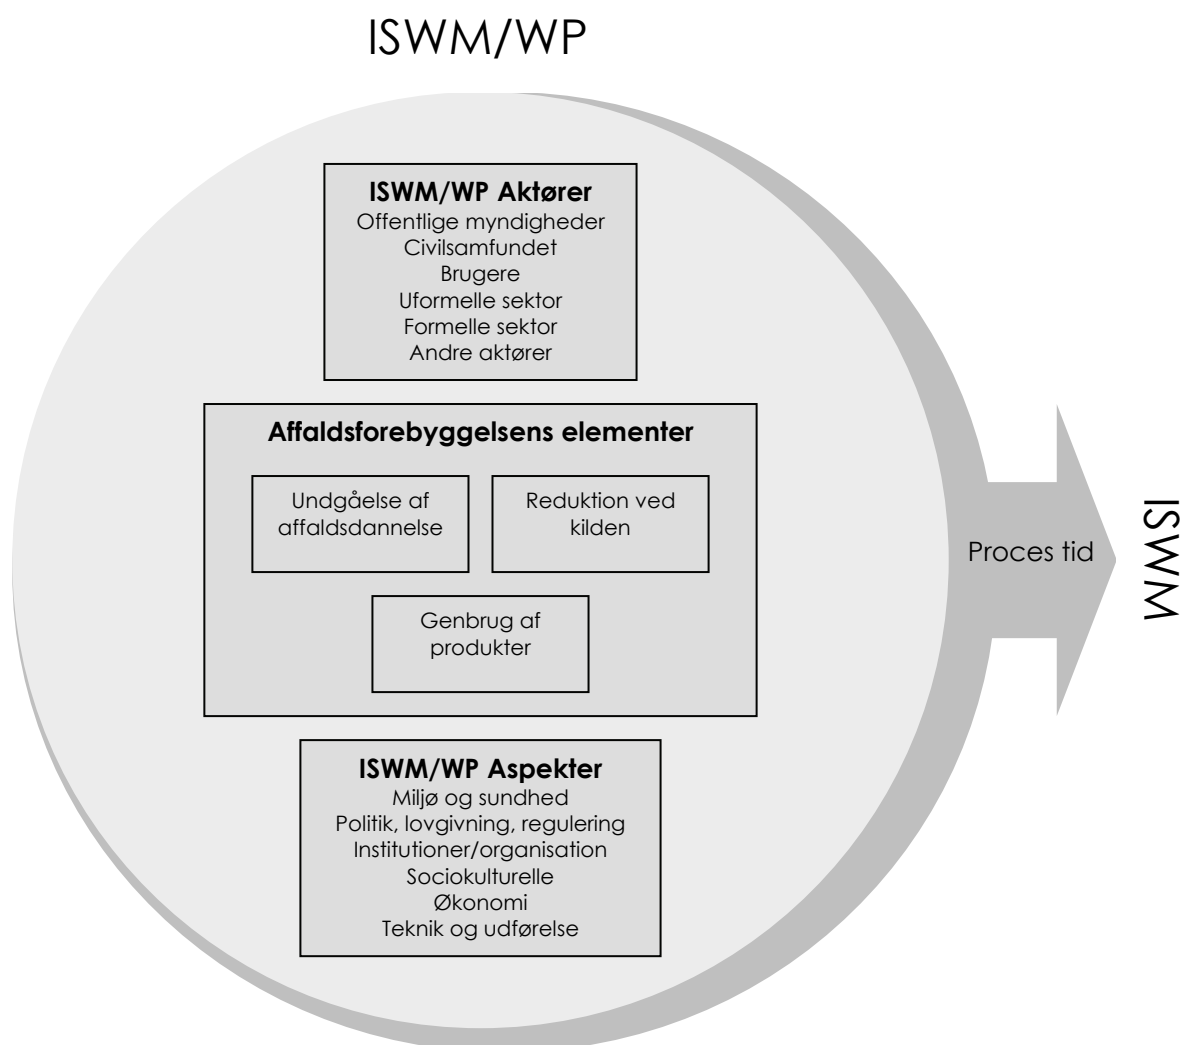 ISWM/WP
ISWM/WP Aktører
Offentlige myndigheder
Civilsamfundet
Brugere
Uformelle sektor
Formelle sektor
Andre aktører
Affaldsforebyggelsens elementer
Undgåelse af
affaldsdannelse
Reduktion ved
kilden
Genbrug af
produkter
Proces tid
ISWM
ISWM/WP Aspekter
Miljø og sundhed
Politik, lovgivning, regulering
Institutioner/organisation
Sociokulturelle
Økonomi
Teknik og udførelse